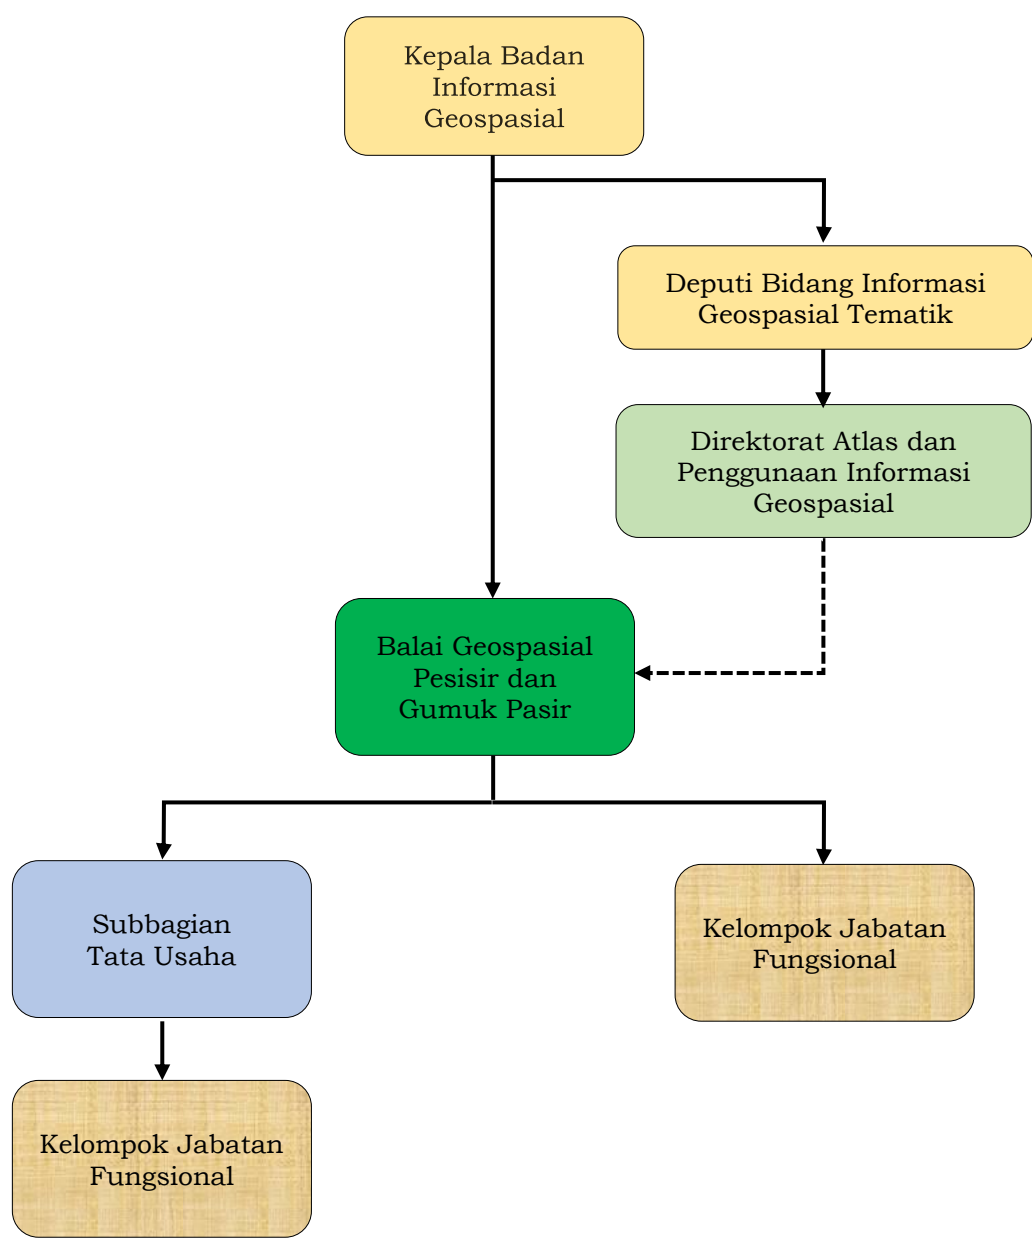 Kepala Badan
Informasi
Geospasial
Deputi Bidang Informasi
Geospasial Tematik
Direktorat Atlas dan
Penggunaan Informasi
Geospasial
Balai Geospasial
Pesisir dan
Gumuk Pasir
Subbagian
Tata Usaha
Kelompok Jabatan
Fungsional
Kelompok Jabatan
Fungsional